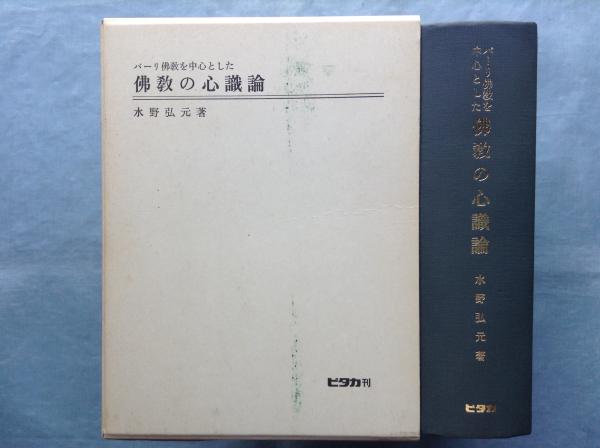 パーリ佛教を中心とした
佛教の心識論
水野弘元著
ピタカ刊
パーリ佛教を
中心とした
佛教の心識論
水野弘元著
ピタカ